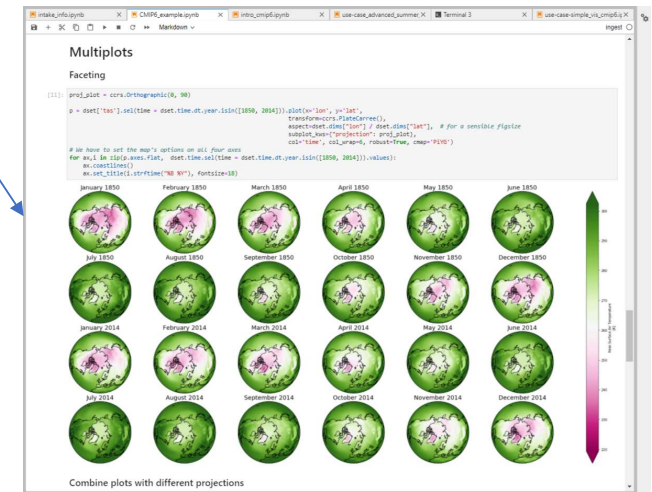 intake_info.ipynb
CMIP6_example.ipynb
intro_cmip6.ipynb
use-case_advanced_summer_
Terminal 3
use-case-simple_vis_cmip6.ip
Markdown
ingest
Multiplots
Faceting
[11]: proj_plot = ccrs.Orthographic(0, 90)
p = dset['tas'].sel(time = dset.time.dt.year.isin([1850, 2014])).plot(x='lon', y='lat',
transform=ccrs.PlateCarree(),
aspect=dset.dims["lon"] / dset.dims["lat"], # for a sensible figsize
subplot_kws={"projection": proj_plot},
col='time', col_wrap=6, robust=True, cmap='PiYG')
# We have to set the map's options on all four axes
for ax,i in zip(p.axes.flat, dset.time.sel(time = dset.time.dt.year.isin([1850, 2014])).values):
ax.coastlines()
ax.set_title(i.strftime("%B %Y"), fontsize=18)
January 1850 February 1850 March 1850 April 1850 May 1850 June 1850
July 1850 August 1850 September 1850 October 1850 November 1850 December 1850
January 2014 February 2014 March 2014 April 2014 May 2014 June 2014
July 2014 August 2014 September 2014 October 2014 November 2014 December 2014
Near-Surface Air Temperature
[K]
Combine plots with different projections